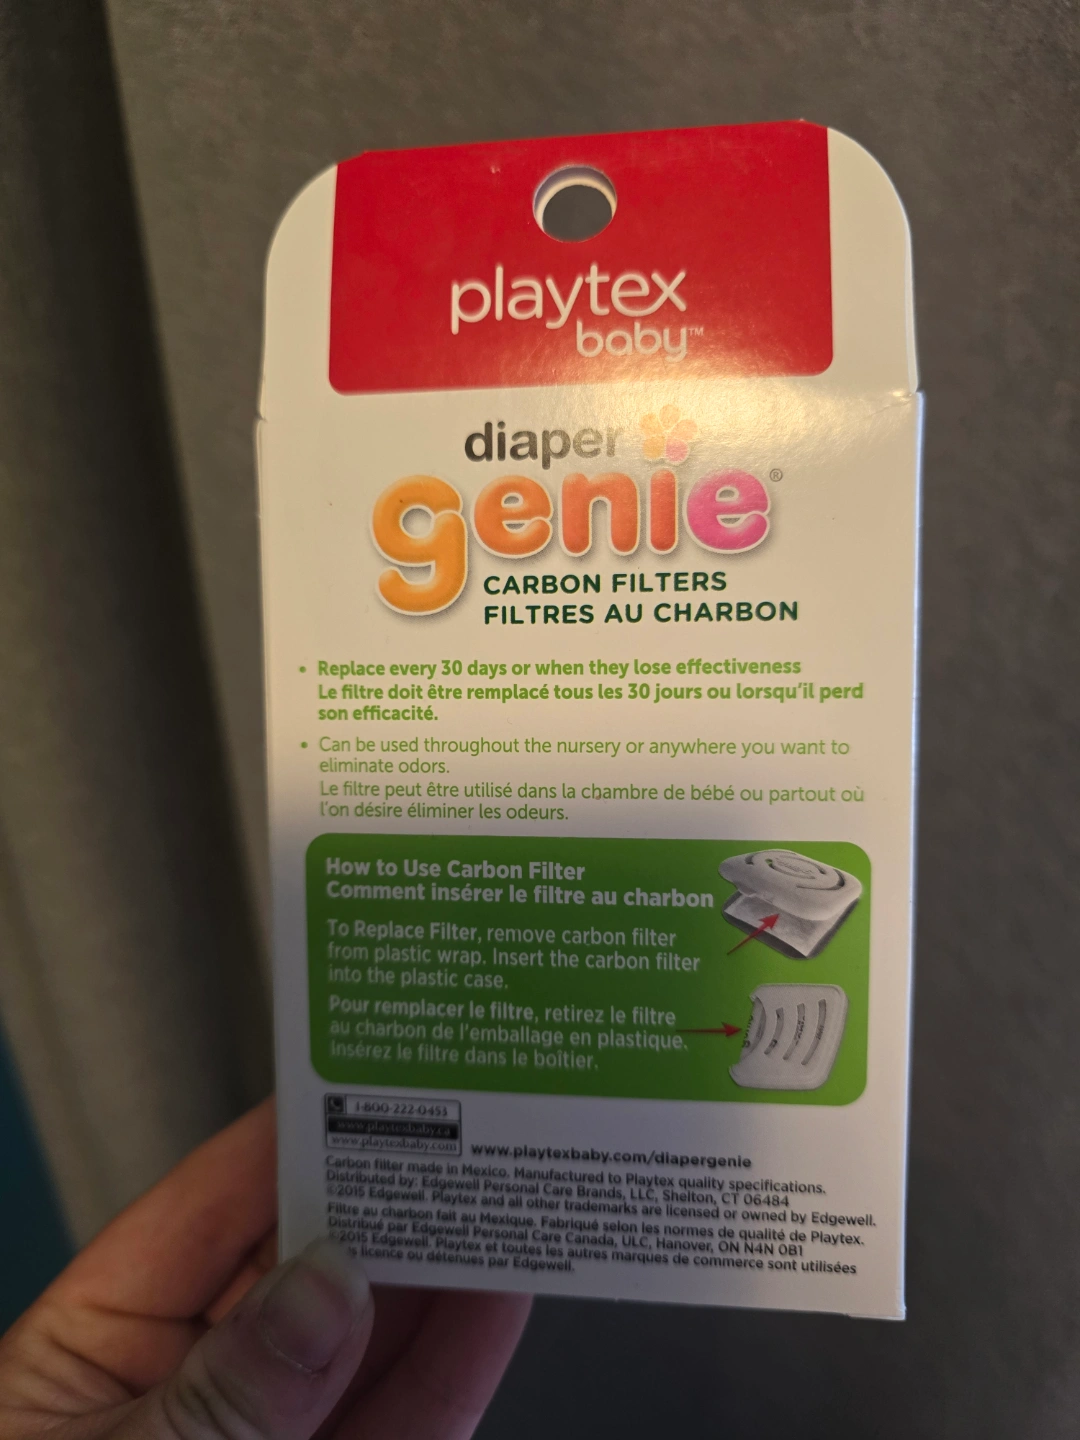 playtex
baby™
diaper
genie®
CARBON FILTERS
FILTRES AU CHARBON
• Replace every 30 days or when they lose effectiveness
Le filtre doit être remplacé tous les 30 jours ou lorsqu'il perd
son efficacité.
• Can be used throughout the nursery or anywhere you want to
eliminate odors.
Le filtre peut être utilisé dans la chambre de bébé ou partout où
l'on désire éliminer les odeurs.
How to Use Carbon Filter
Comment insérer le filtre au charbon
To Replace Filter, remove carbon filter
from plastic wrap. Insert the carbon filter
into the plastic case.
Pour remplacer le filtre, retirez le filtre
au charbon de l'emballage en plastique.
Insérez le filtre dans le boîtier.
1-800-222-0453
www.playtexbaby.ca
www.playtexbaby.com
www.playtexbaby.com/diapergenie
Carbon filter made in Mexico. Manufactured to Playtex quality specifications.
Distributed by: Edgewell Personal Care Brands, LLC, Shelton, CT 06484
©2015 Edgewell. Playtex and all other trademarks are licensed or owned by Edgewell.
Filtre au charbon fait au Mexique. Fabriqué selon les normes de qualité de Playtex.
Distribué par Edgewell Personal Care Canada, ULC, Hanover, ON N4N 0B1
©2015 Edgewell. Playtex et toutes les autres marques de commerce sont utilisées
licence ou détenues par Edgewell.